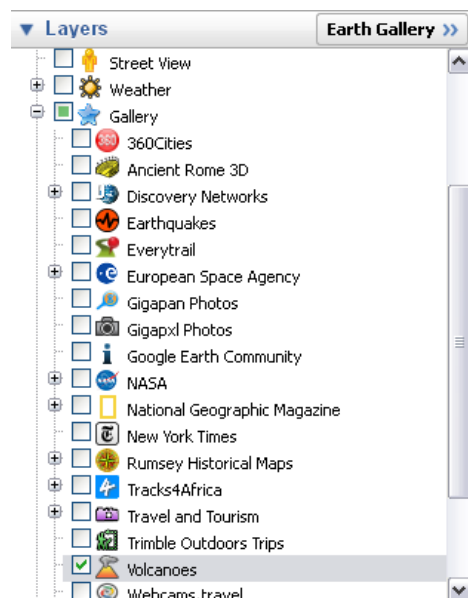 Layers
Earth Gallery >>
Street View
Weather
Gallery
360
360Cities
Ancient Rome 3D
Discovery Networks
Earthquakes
Everytrail
European Space Agency
Gigapan Photos
Gigapxl Photos
Google Earth Community
NASA
National Geographic Magazine
New York Times
Rumsey Historical Maps
Tracks4Africa
Travel and Tourism
Trimble Outdoors Trips
Volcanoes
Webcams.travel